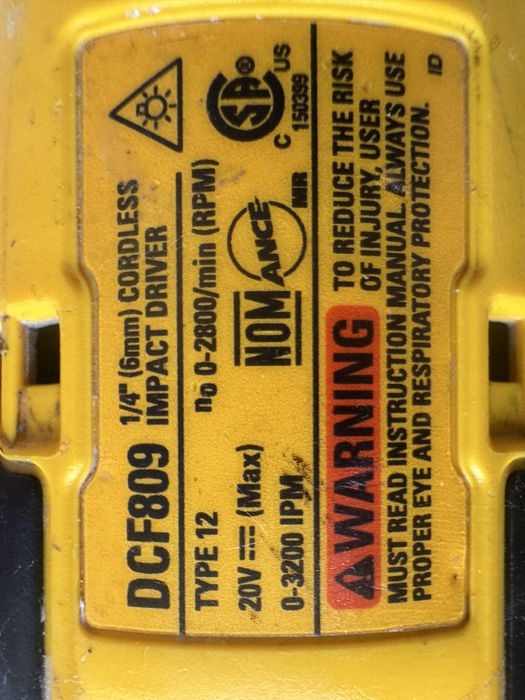 DCF809
1/4" (6mm) CORDLESS
IMPACT DRIVER
TYPE 12
n0 0-2800/min (RPM)
20V ⎓ (Max)
0-3200 IPM
NOM
ANCE
MIR
SA®
C US
150399
⚠WARNING
TO REDUCE THE RISK
OF INJURY, USER
MUST READ INSTRUCTION MANUAL. ALWAYS USE
PROPER EYE AND RESPIRATORY PROTECTION.
ID